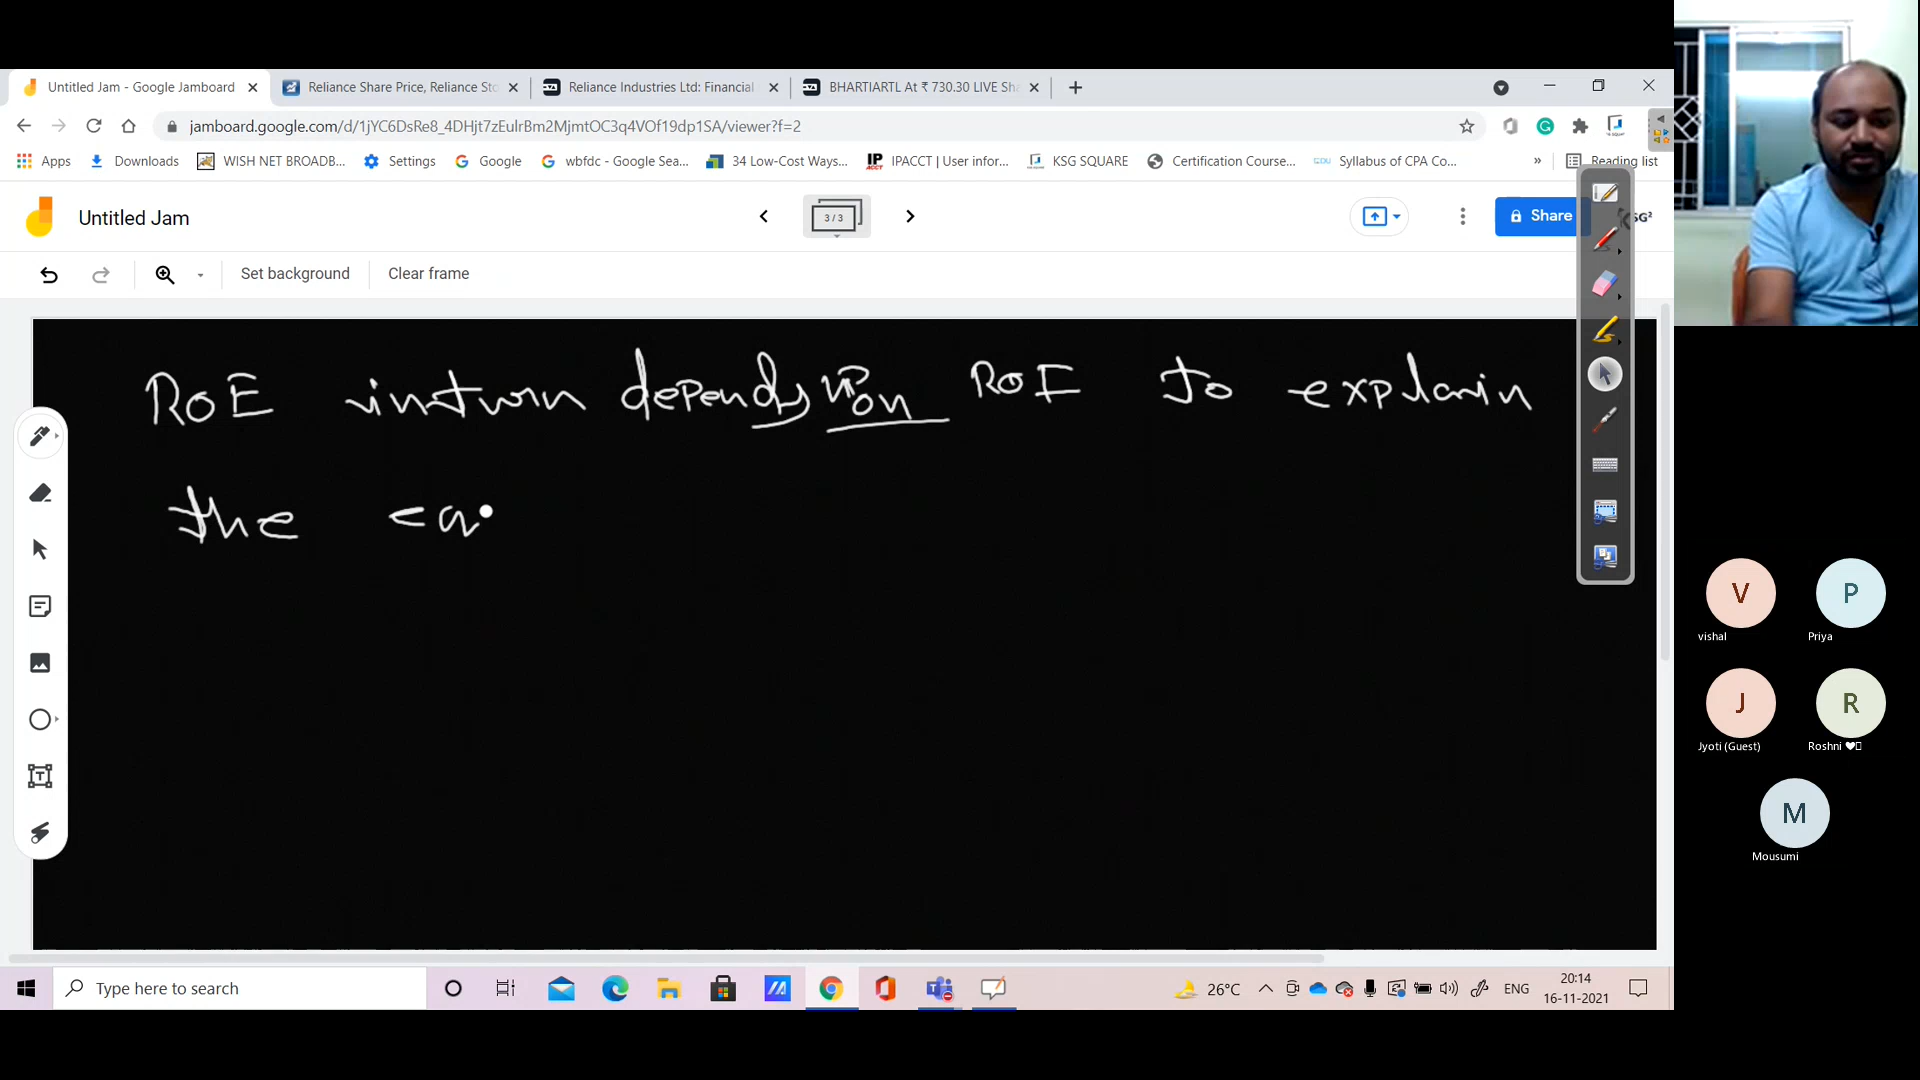 Untitled Jam - Google Jamboard
Reliance Share Price, Reliance Sto
Reliance Industries Ltd: Financial
BHARTIARTL At ₹ 730.30 LIVE Sha
jamboard.google.com/d/1jYC6DsRe8_4DHjt7zEulrBm2MjmtOC3q4VOf19dp1SA/viewer?f=2
Apps
Downloads
WISH NET BROADB...
Settings
Google
wbfdc - Google Sea...
34 Low-Cost Ways...
IPACCT | User infor...
KSG SQUARE
Certification Course...
Syllabus of CPA Co...
»
Reading list
Untitled Jam
3 / 3
Share
SG²
Set background
Clear frame
ROE inturn depends upon ROE to explain
the
V
P
vishal
Priya
J
R
Jyoti (Guest)
Roshni ❤
M
Mousumi
Type here to search
26°C
ENG
20:14
16-11-2021